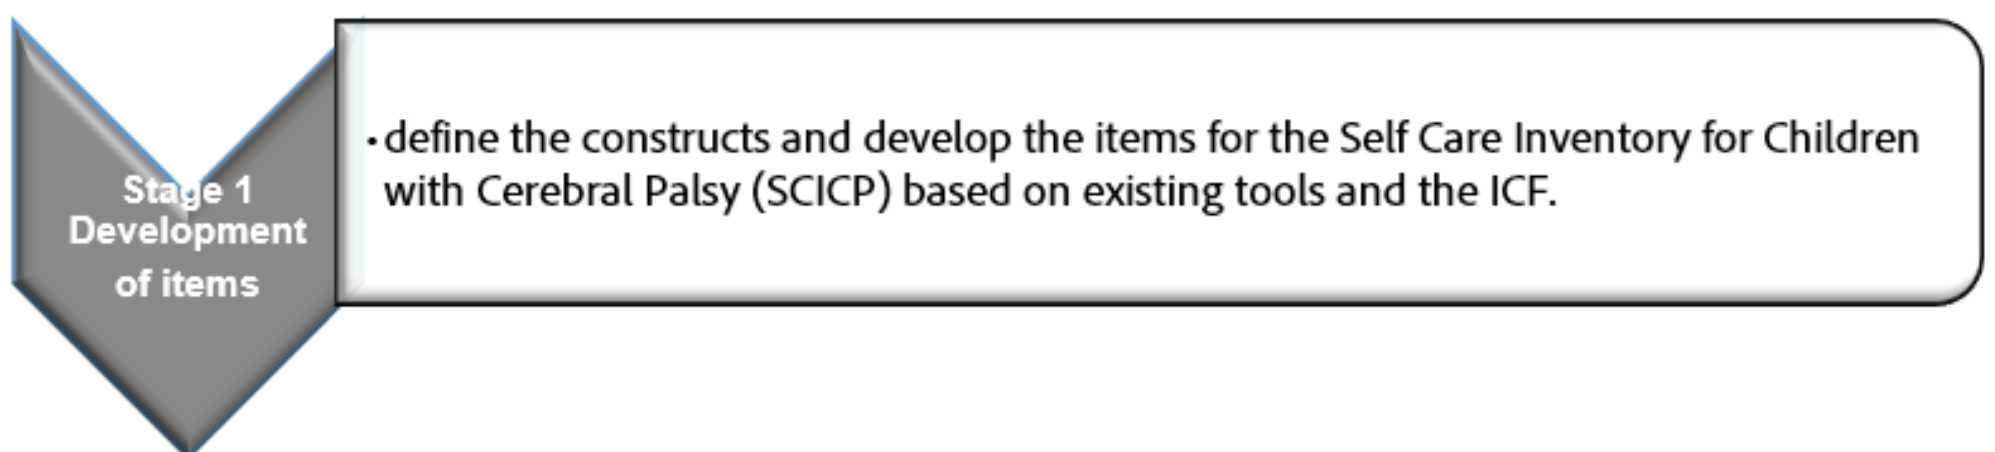 Stage 1
Development
of items
· define the constructs and develop the items for the Self Care Inventory for Children
with Cerebral Palsy (SCICP) based on existing tools and the ICF.